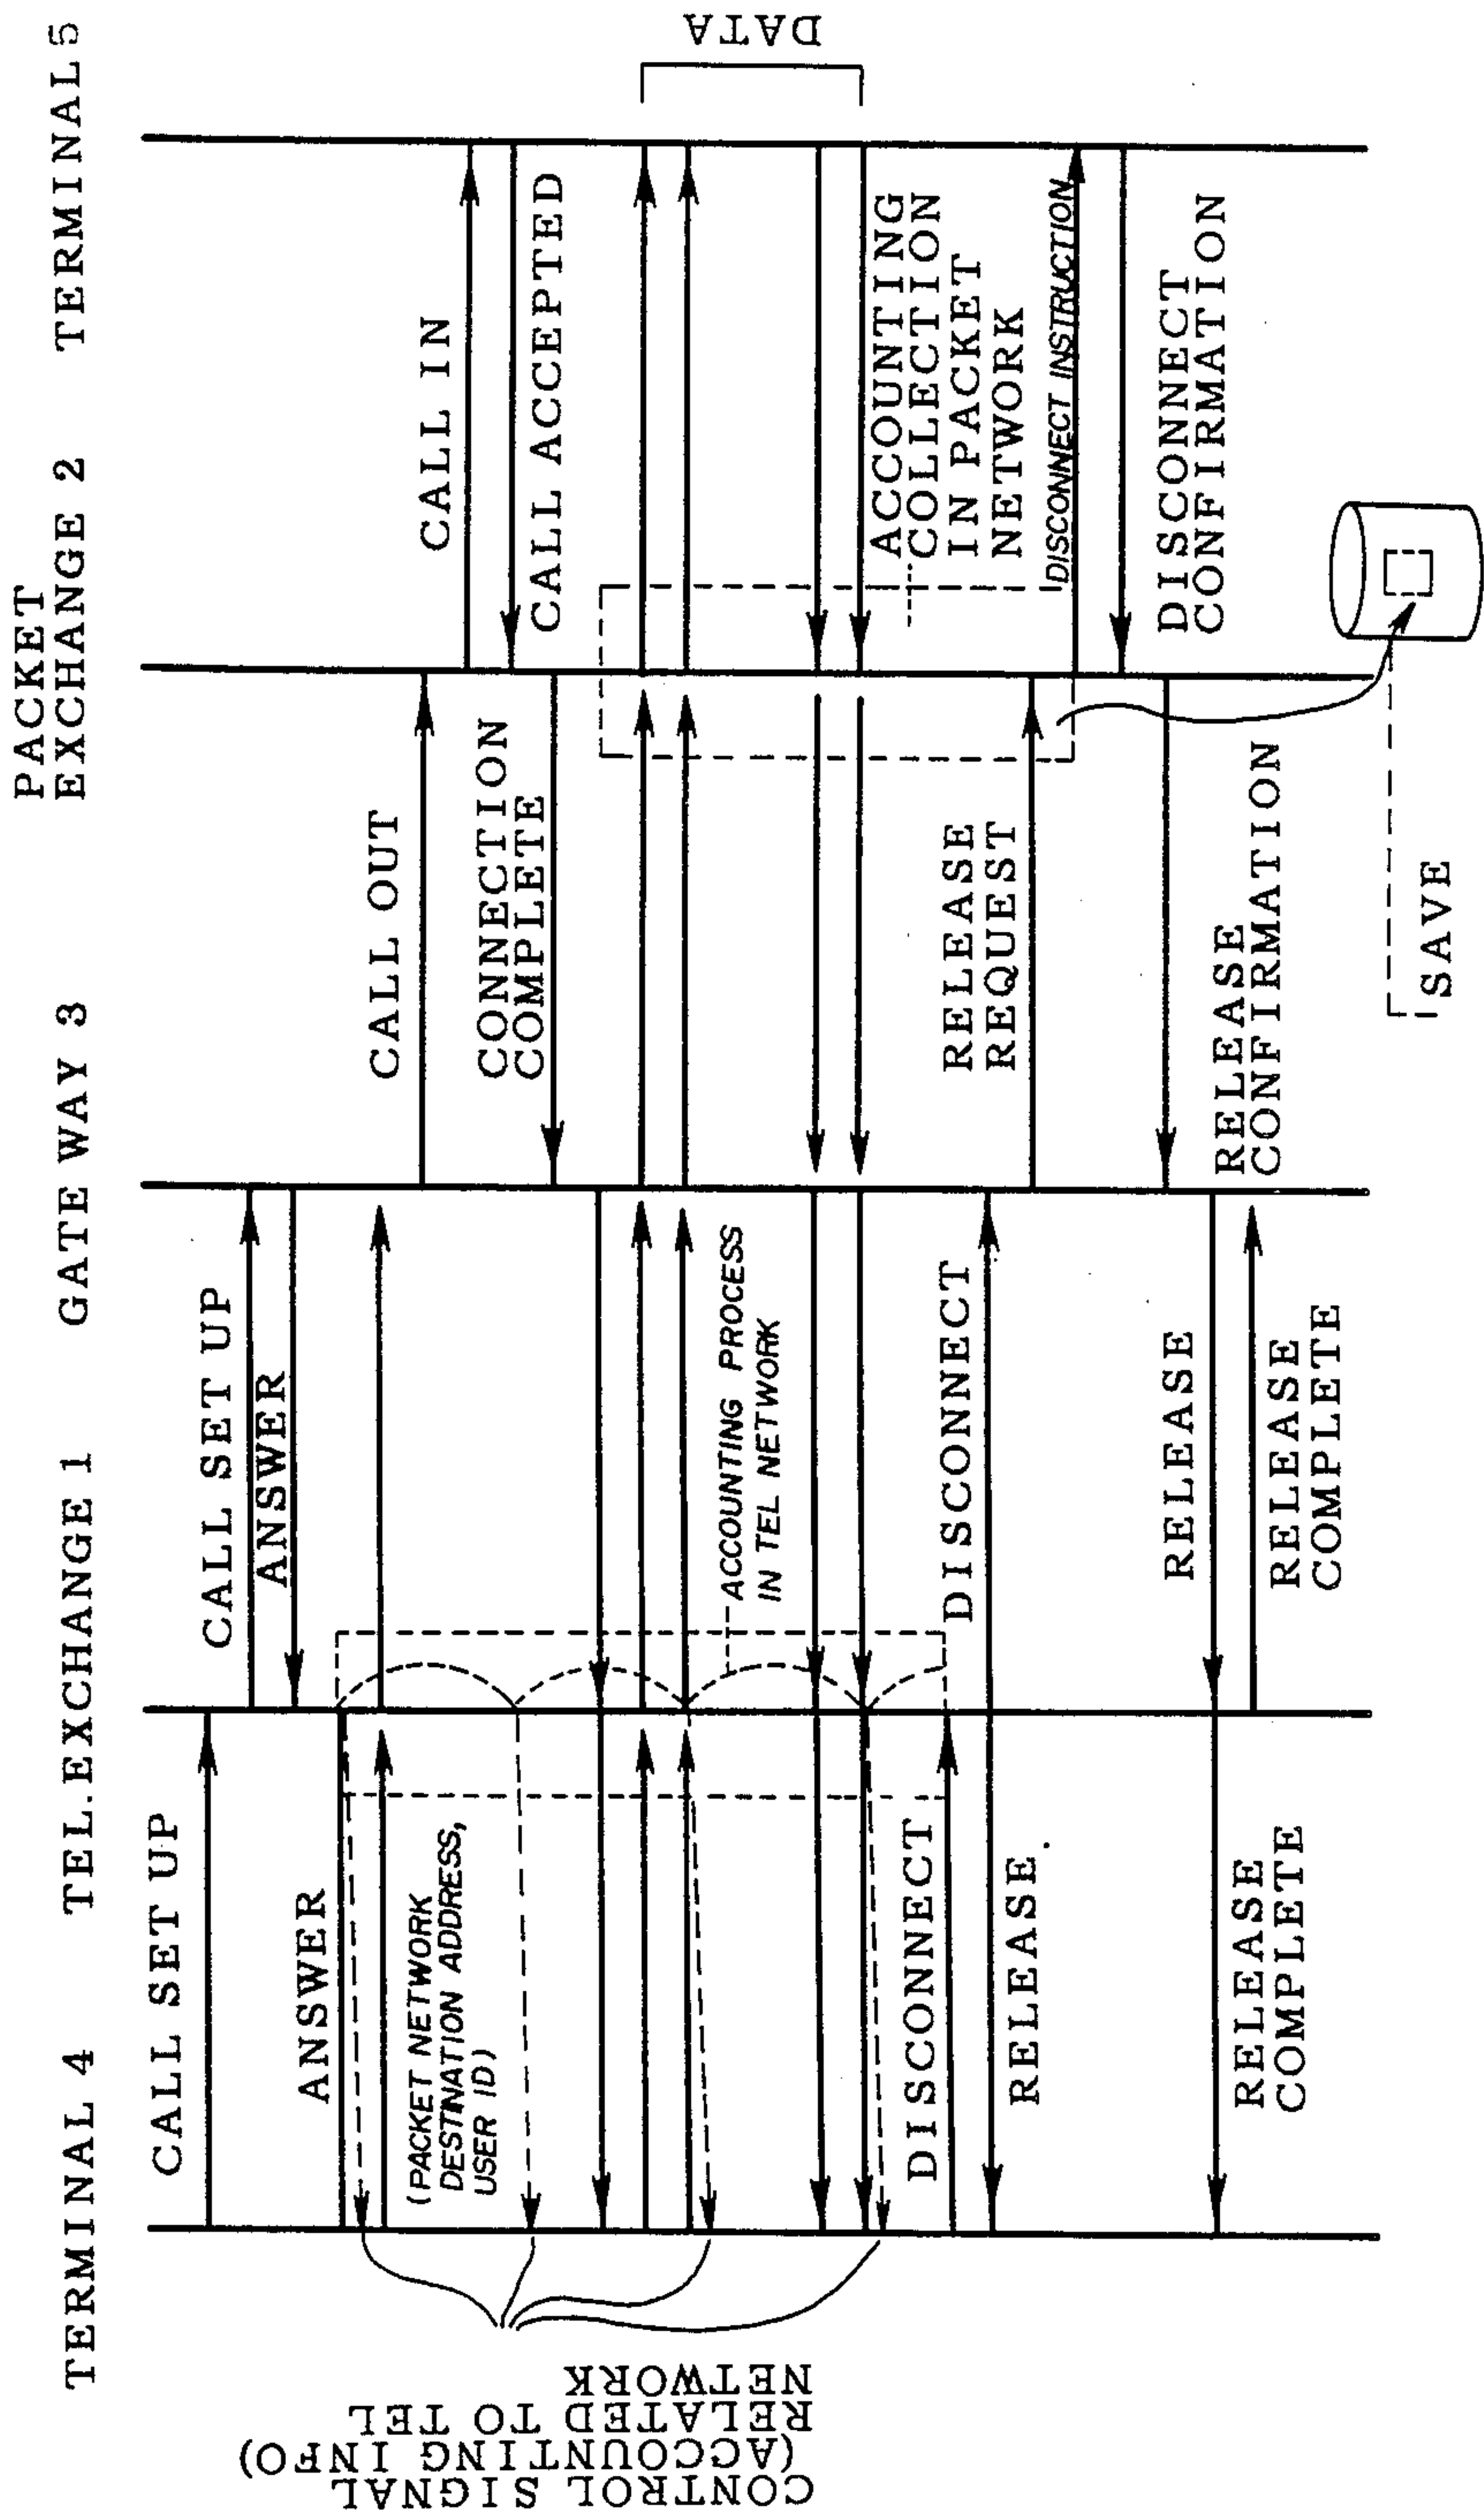 PACKET
TERMINAL 4 TEL.EXCHANGE 1 GATE WAY 3 EXCHANGE 2 TERMINAL 5
CALL SET UP
CALL SET UP
ANSWER
ANSWER
(PACKET NETWORK
DESTINATION ADDRESS,
USER ID)
CALL OUT
CALL IN
CALL ACCEPTED
CONNECTION
COMPLETE
DATA
CONTROL SIGNAL
(ACCOUNTING INFO)
RELATED TO TEL
NETWORK
ACCOUNTING PROCESS
IN TEL NETWORK
ACCOUNTING
COLLECTION
IN PACKET
NETWORK
DISCONNECT
DISCONNECT
RELEASE
REQUEST
DISCONNECT INSTRUCTION
RELEASE
DISCONNECT
CONFIRMATION
RELEASE
CONFIRMATION
RELEASE
RELEASE
COMPLETE
RELEASE
COMPLETE
SAVE